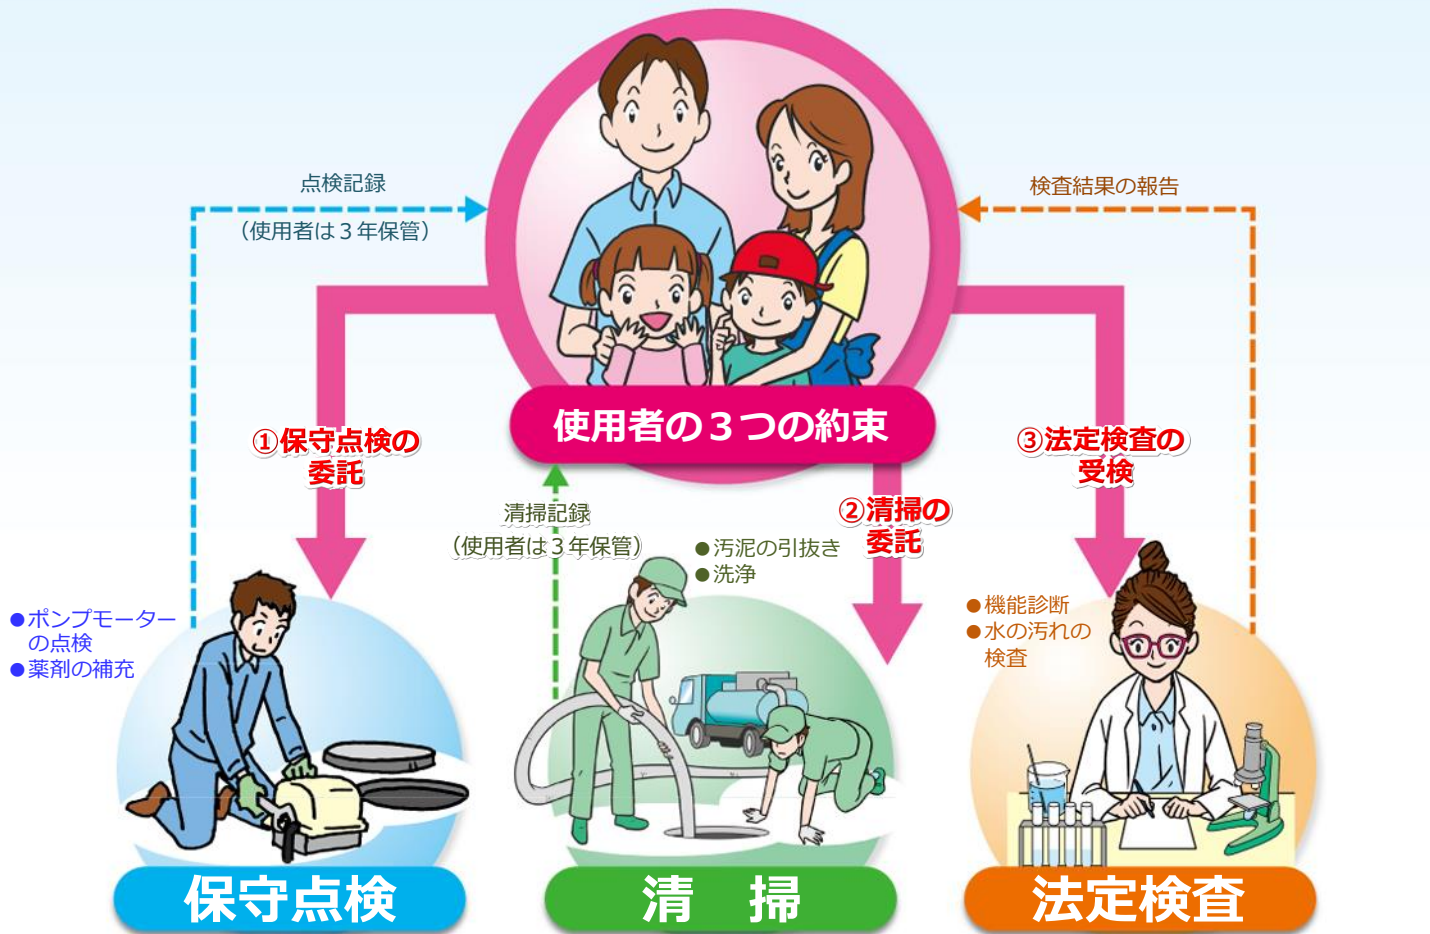 点検記録
（使用者は３年保管）
検査結果の報告
使用者の３つの約束
①保守点検の
委託
③法定検査の
受検
清掃記録
（使用者は３年保管）
②清掃の
委託
●汚泥の引抜き
●洗浄
●ポンプモーター
の点検
●薬剤の補充
●機能診断
●水の汚れの
検査
保守点検
清　掃
法定検査